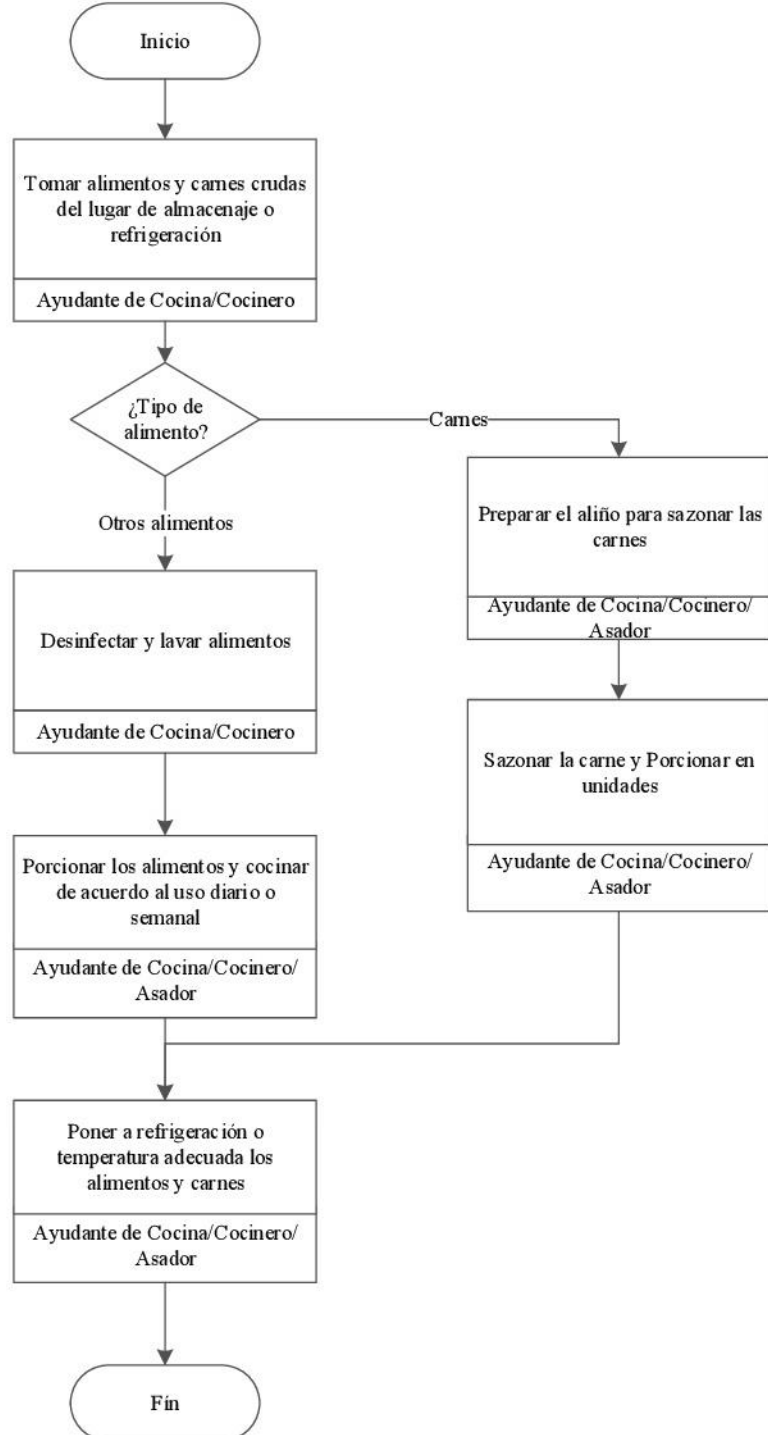 Inicio
Tomar alimentos y carnes crudas
del lugar de almacenaje o
refrigeración
Ayudante de Cocina/Cocinero
¿Tipo de
alimento?
Carnes
Otros alimentos
Preparar el aliño para sazonar las
carnes
Ayudante de Cocina/Cocinero/
Asador
Desinfectar y lavar alimentos
Ayudante de Cocina/Cocinero
Sazonar la carne y Porcionar en
unidades
Ayudante de Cocina/Cocinero/
Asador
Porcionar los alimentos y cocinar
de acuerdo al uso diario o
semanal
Ayudante de Cocina/Cocinero/
Asador
Poner a refrigeración o
temperatura adecuada los
alimentos y carnes
Ayudante de Cocina/Cocinero/
Asador
Fín